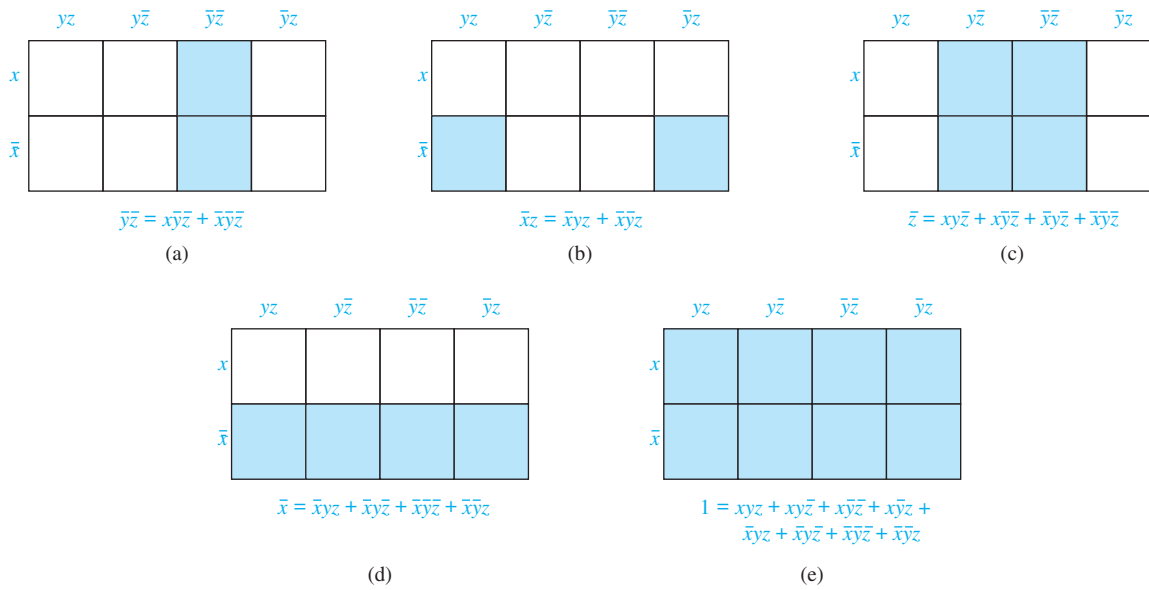 yz yz̄ ȳz̄ ȳz
x
x̄
ȳz̄ = xȳz̄ + x̄ȳz̄
(a)
yz yz̄ ȳz̄ ȳz
x
x̄
x̄z = x̄yz + x̄ȳz
(b)
yz yz̄ ȳz̄ ȳz
x
x̄
z̄ = xyz̄ + xȳz̄ + x̄yz̄ + x̄ȳz̄
(c)
yz yz̄ ȳz̄ ȳz
x
x̄
x̄ = x̄yz + x̄yz̄ + x̄ȳz̄ + x̄ȳz
(d)
yz yz̄ ȳz̄ ȳz
x
x̄
1 = xyz + xyz̄ + xȳz̄ + xȳz +
x̄yz + x̄yz̄ + x̄ȳz̄ + x̄ȳz
(e)